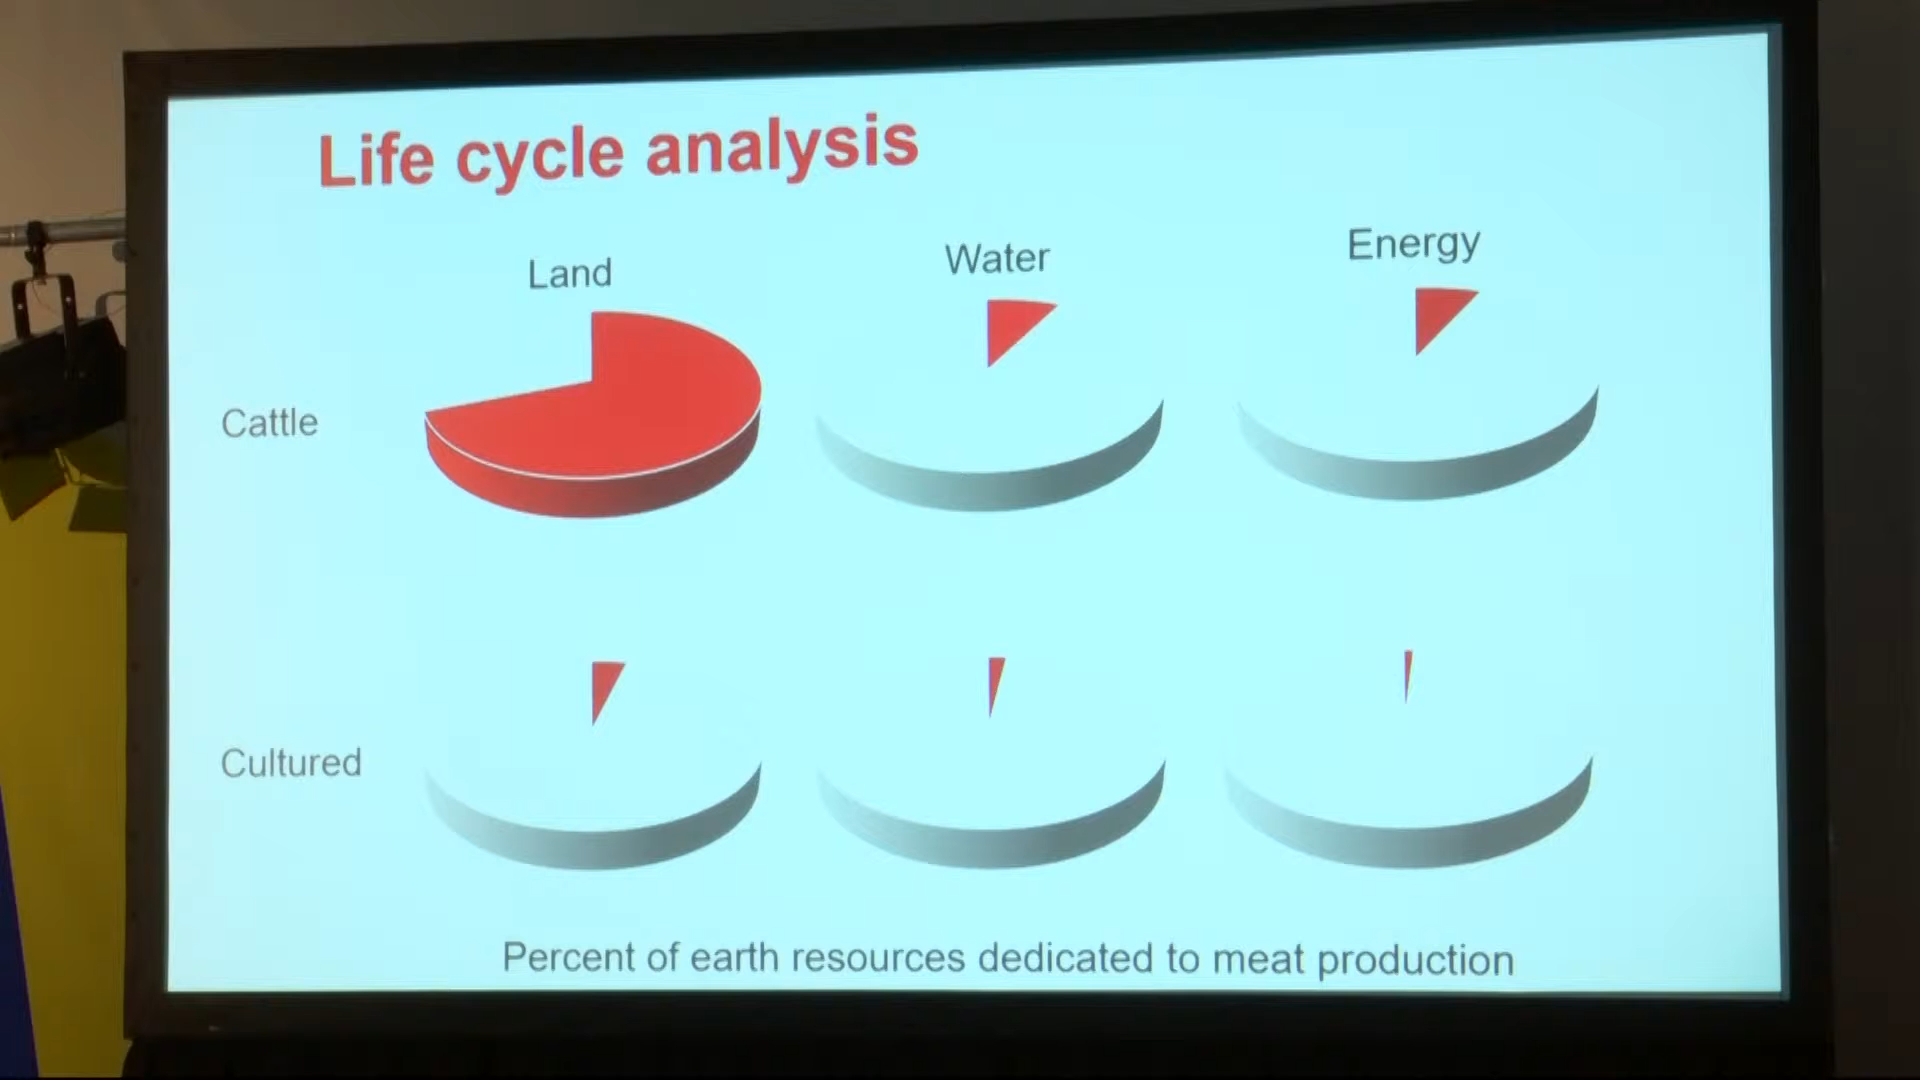 Life cycle analysis
Land
Water
Energy
Cattle
Cultured
Percent of earth resources dedicated to meat production